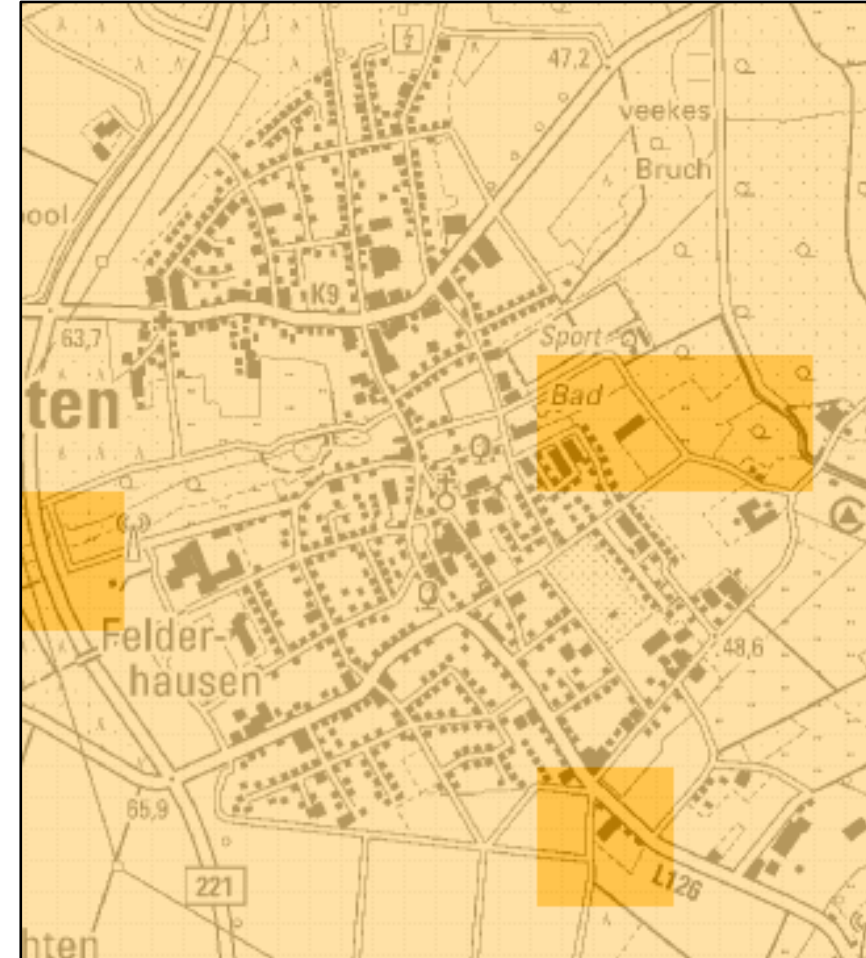 47,2
veekes
Bruch
ool
K9
63,7
Sport
ten
Bad
Felder-
hausen
48,6
65,9
221
L126
hten